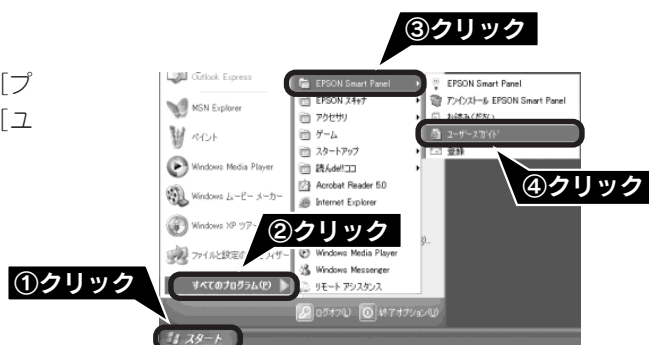 ③クリック
[プ
[ユ
Outlook Express
MSN Explorer
ペイント
Windows Media Player
Windows ムービー メーカー
Windows XP ツアー
ファイルと設定の
ィザード
すべてのプログラム(P)
EPSON Smart Panel
EPSON スキャナ
アクセサリ
ゲーム
スタートアップ
読んde!!ココ
Acrobat Reader 5.0
Internet Explorer
Windows Media Player
Windows Messenger
リモート アシスタンス
EPSON Smart Panel
アンインストール EPSON Smart Panel
お読みください
ユーザーズガイド
登録
④クリック
②クリック
①クリック
ログオフ(L)
終了オプション(U)
スタート